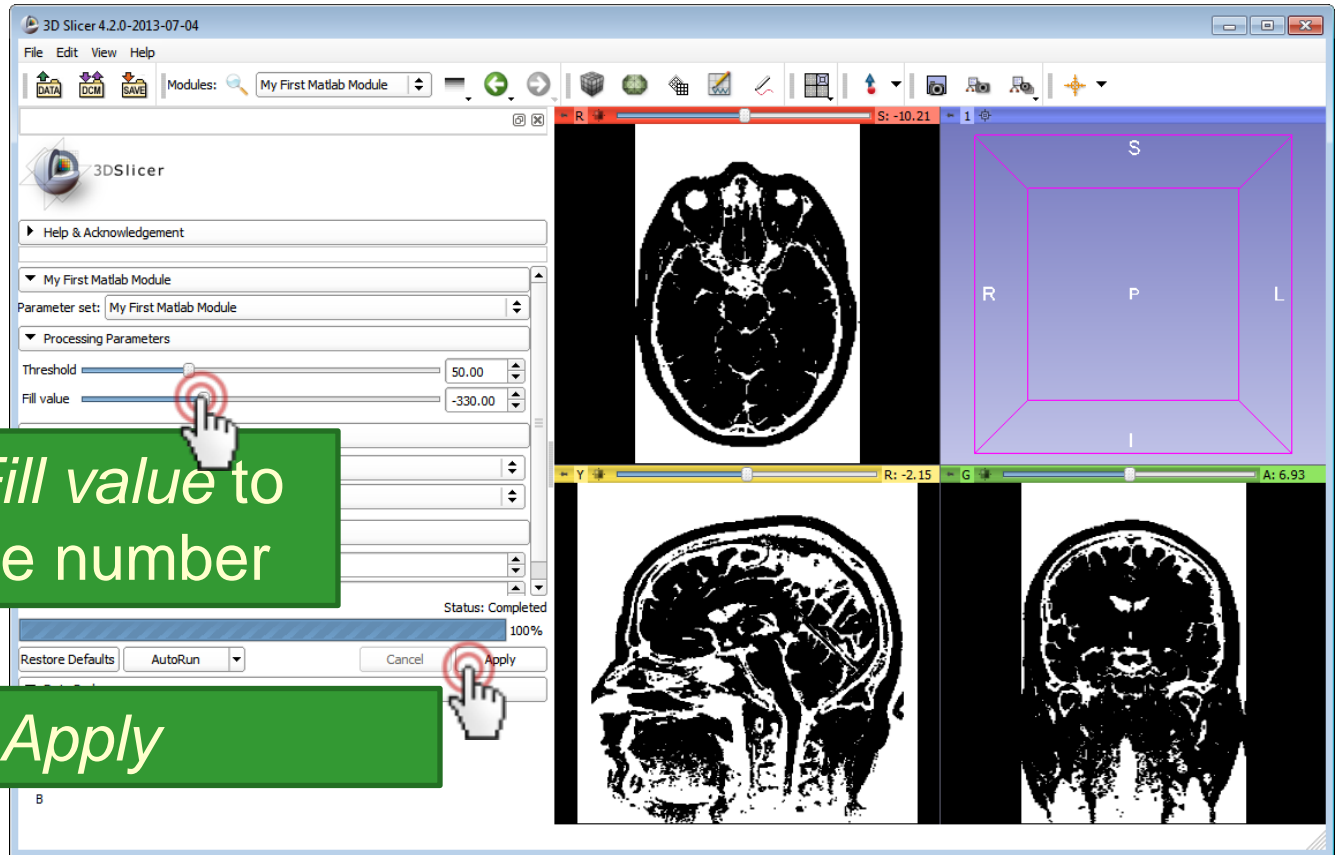 3D Slicer 4.2.0-2013-07-04
File Edit View Help
DATA DCM SAVE Modules: My First Matlab Module
R S: -10.21
1
3DSlicer
S
Help & Acknowledgement
My First Matlab Module
Parameter set: My First Matlab Module
R P L
Processing Parameters
Threshold 50.00
Fill value -330.00
I
Y R: -2.15
G A: 6.93
Fill value to
e number
Status: Completed
100%
Restore Defaults AutoRun Cancel Apply
Apply
B